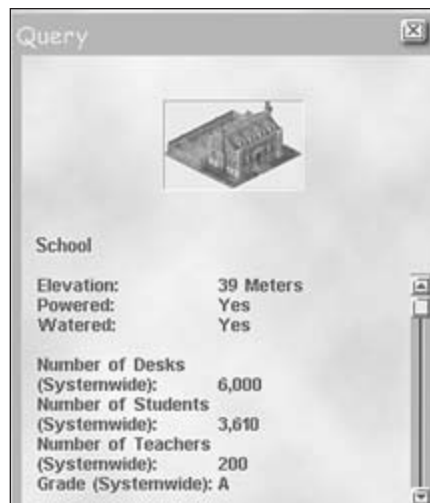 Query
School
Elevation: 39 Meters
Powered: Yes
Watered: Yes
Number of Desks
(Systemwide): 6,000
Number of Students
(Systemwide): 3,610
Number of Teachers
(Systemwide): 200
Grade (Systemwide): A